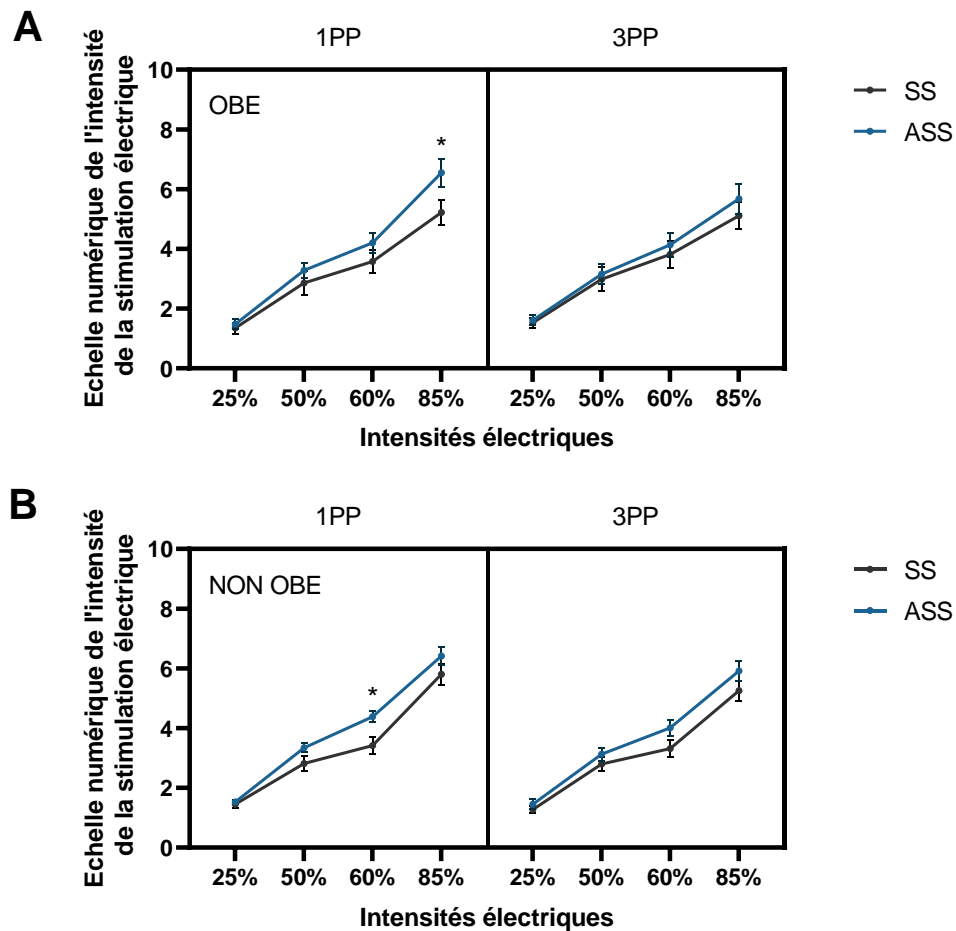 A
1PP
3PP
Echelle numérique de l'intensité
de la stimulation électrique
10
8
6
4
2
0
OBE
*
SS
ASS
25% 50% 60% 85%
25% 50% 60% 85%
Intensités électriques
B
1PP
3PP
Echelle numérique de l'intensité
de la stimulation électrique
10
8
6
4
2
0
NON OBE
*
SS
ASS
25% 50% 60% 85%
25% 50% 60% 85%
Intensités électriques